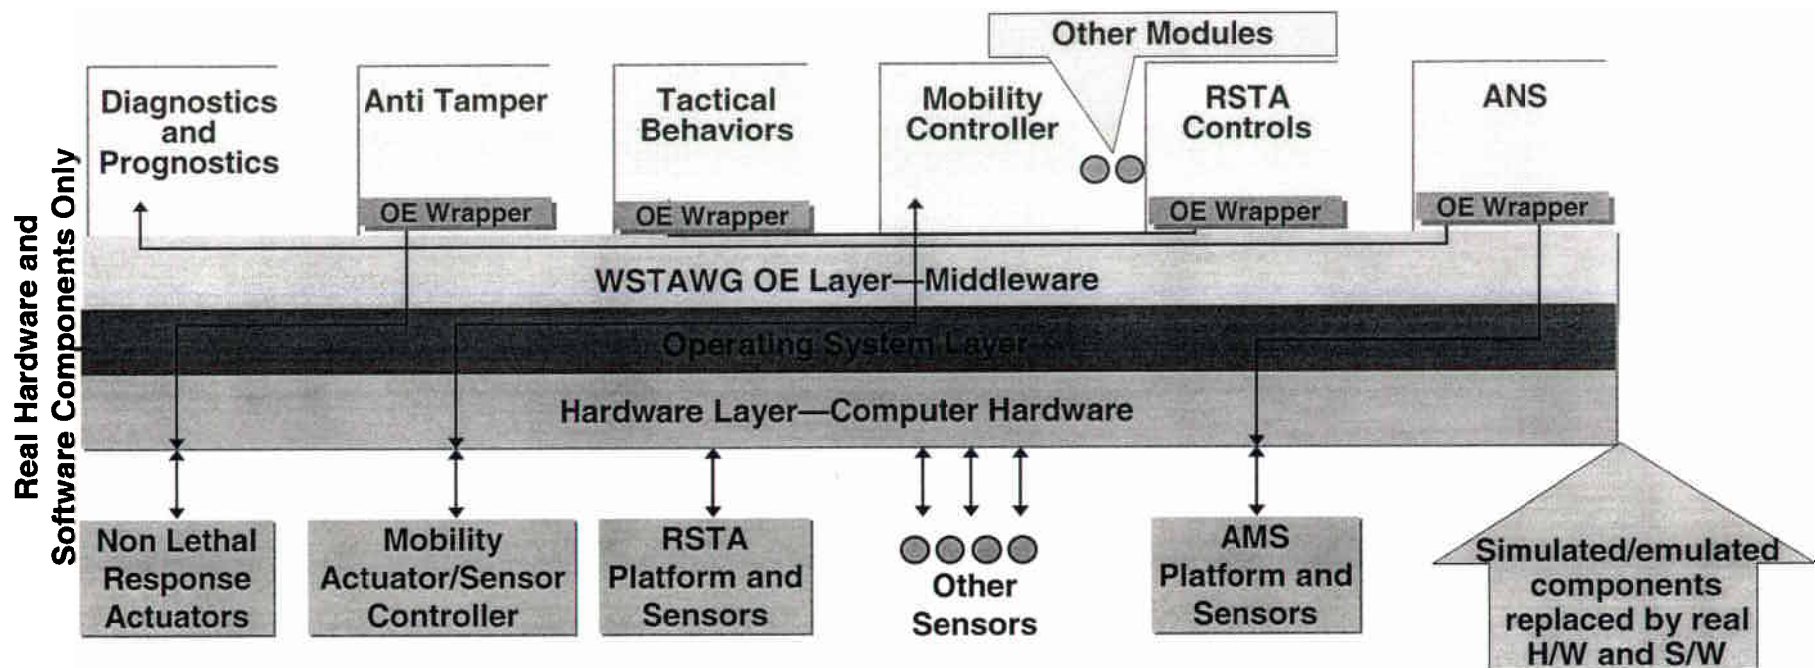 Other Modules
Diagnostics
and
Prognostics
Anti Tamper
Tactical
Behaviors
Mobility
Controller
RSTA
Controls
ANS
OE Wrapper
OE Wrapper
OE Wrapper
OE Wrapper
Real Hardware and
Software Components Only
WSTAWG OE Layer—Middleware
Operating System Layer
Hardware Layer—Computer Hardware
Non Lethal
Response
Actuators
Mobility
Actuator/Sensor
Controller
RSTA
Platform and
Sensors
Other
Sensors
AMS
Platform and
Sensors
Simulated/emulated
components
replaced by real
H/W and S/W